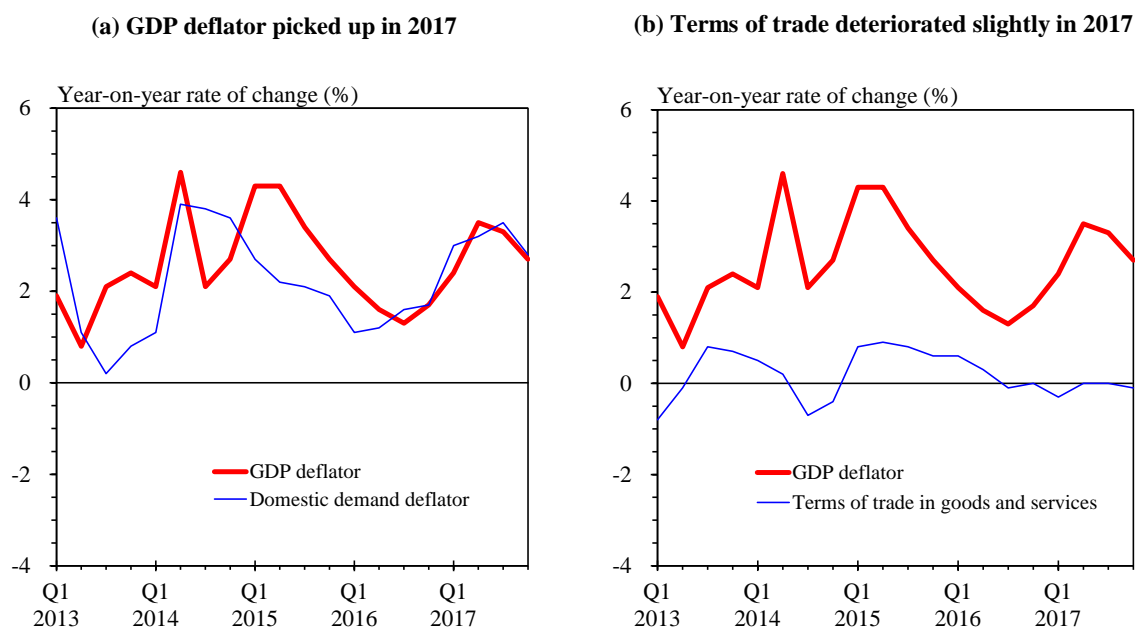 (a) GDP deflator picked up in 2017
Year-on-year rate of change (%)
6
4
2
0
-2
-4
GDP deflator
Domestic demand deflator
Q1 Q1 Q1 Q1 Q1
2013 2014 2015 2016 2017
(b) Terms of trade deteriorated slightly in 2017
Year-on-year rate of change (%)
6
4
2
0
-2
-4
GDP deflator
Terms of trade in goods and services
Q1 Q1 Q1 Q1 Q1
2013 2014 2015 2016 2017